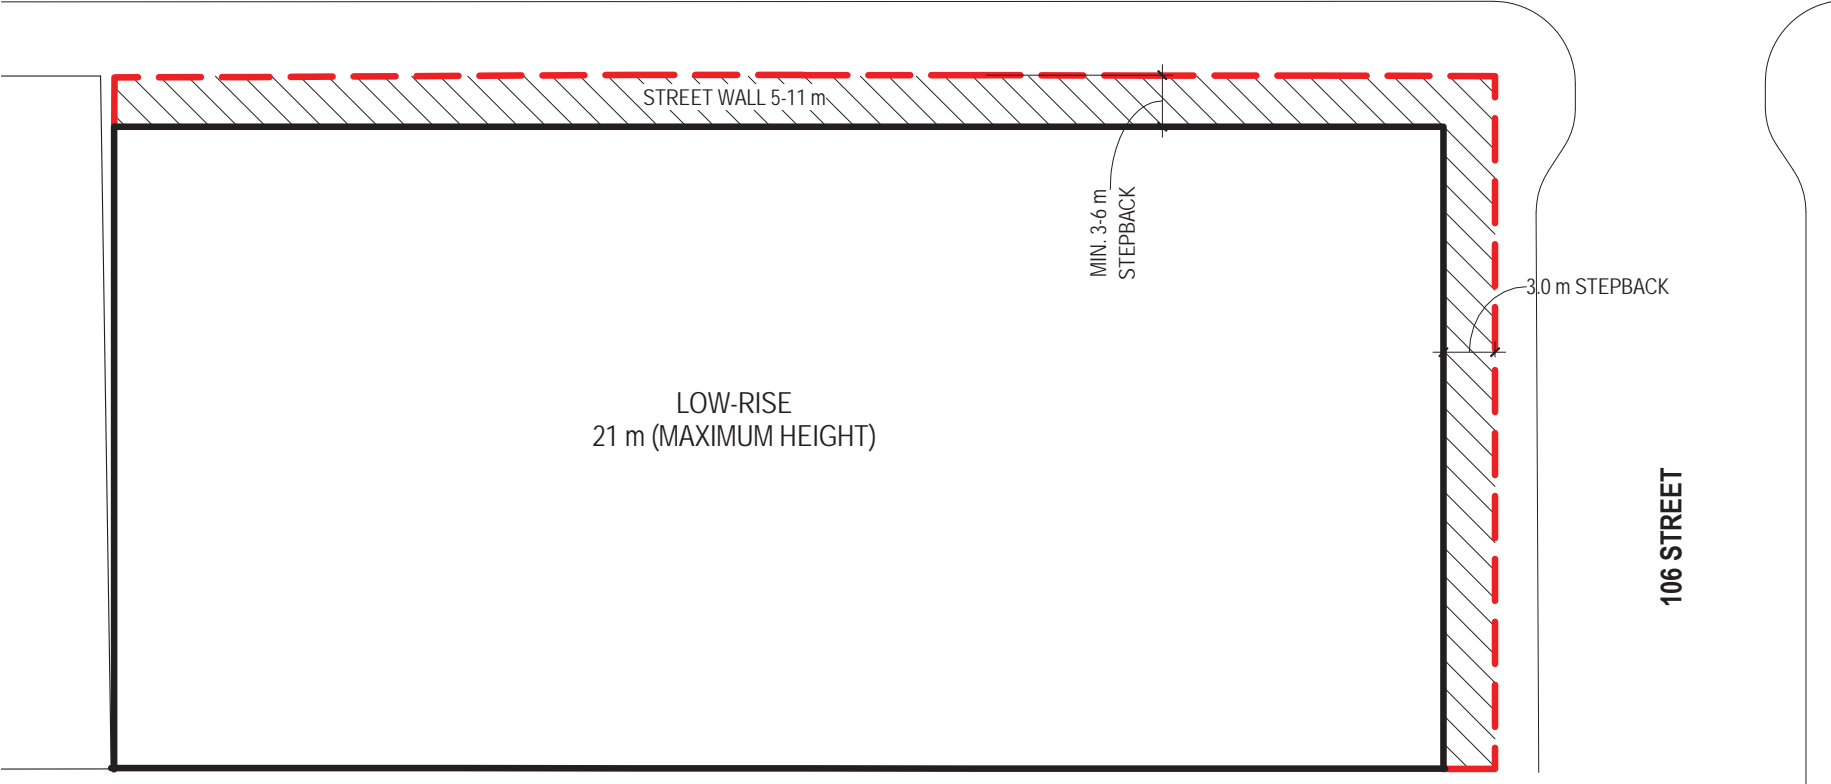 STREET WALL 5-11 m
MIN. 3-6 m
STEPBACK
3.0 m STEPBACK
LOW-RISE
21 m (MAXIMUM HEIGHT)
106 STREET